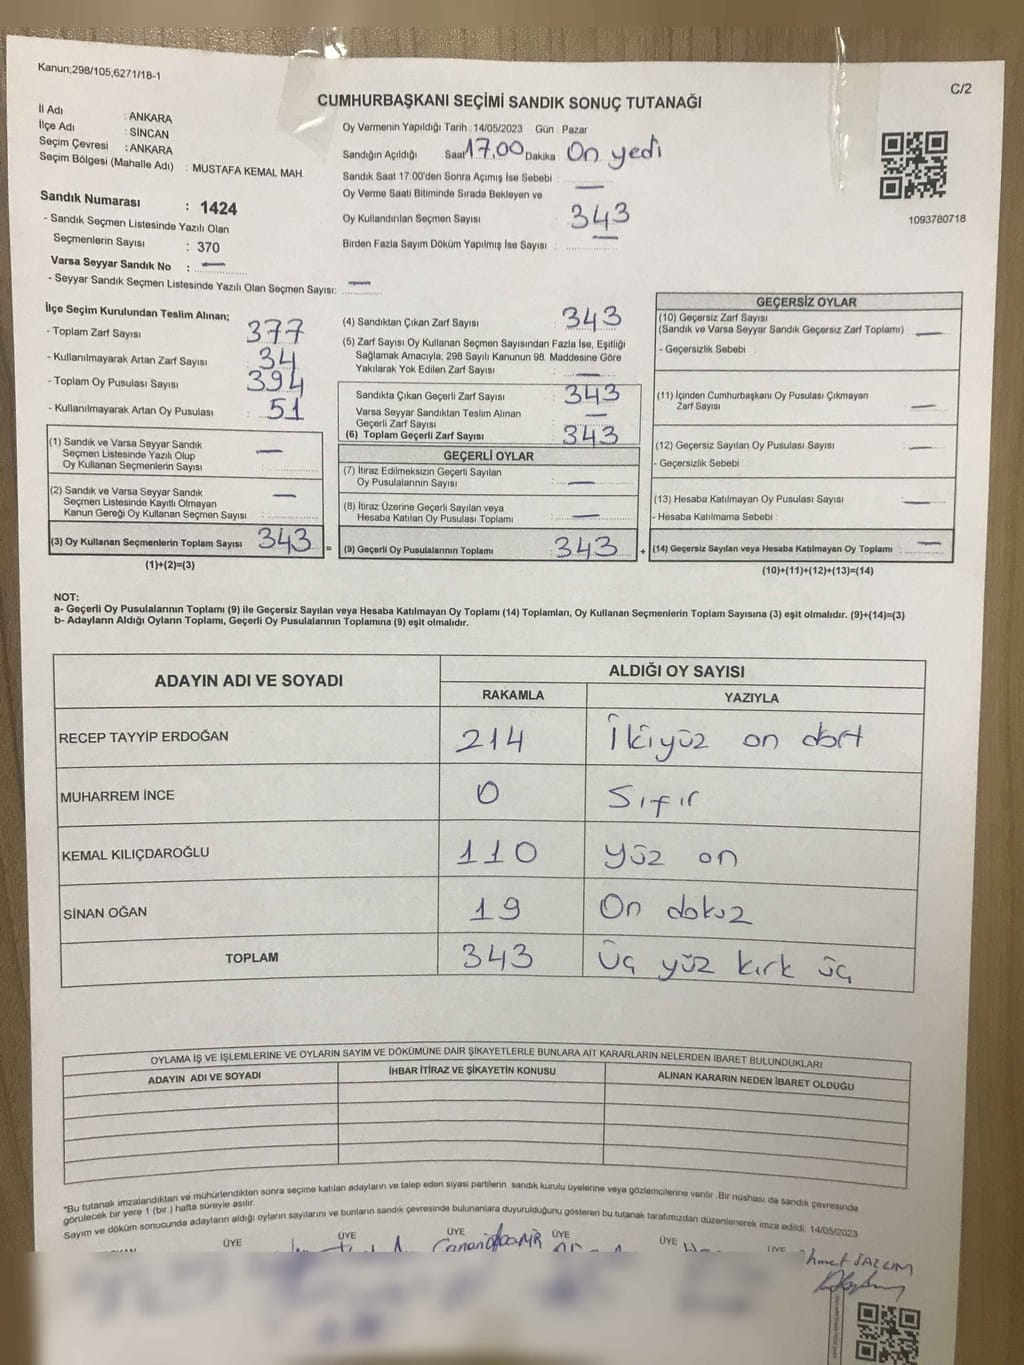 Kanun;298/105,6271/18-1
C/2
CUMHURBAŞKANI SEÇİMİ SANDIK SONUÇ TUTANAĞI
İl Adı : ANKARA
İlçe Adı : SİNCAN
Seçim Çevresi : ANKARA
Seçim Bölgesi (Mahalle Adı) : MUSTAFA KEMAL MAH.
Sandık Numarası : 1424
- Sandık Seçmen Listesinde Yazılı Olan
Seçmenlerin Sayısı : 370
Varsa Seyyar Sandık No : —
- Seyyar Sandık Seçmen Listesinde Yazılı Olan Seçmen Sayısı: —
Oy Vermenin Yapıldığı Tarih : 14/05/2023 Gün : Pazar
Sandığın Açıldığı Saat 17.00 Dakika On yedi
Sandık Saat 17:00'den Sonra Açımış İse Sebebi : —
Oy Verme Saati Bitiminde Sırada Bekleyen ve
Oy Kullandırılan Seçmen Sayısı : 343
Birden Fazla Sayım Döküm Yapılmış İse Sayısı : —
1093780718
İlçe Seçim Kurulundan Teslim Alınan;
- Toplam Zarf Sayısı : 377
- Kullanılmayarak Artan Zarf Sayısı : 34
- Toplam Oy Pusulası Sayısı : 394
- Kullanılmayarak Artan Oy Pusulası : 51
(1) Sandık ve Varsa Seyyar Sandık
Seçmen Listesinde Yazılı Olup
Oy Kullanan Seçmenlerin Sayısı : —
(2) Sandık ve Varsa Seyyar Sandık
Seçmen Listesinde Kayıtlı Olmayan
Kanun Gereği Oy Kullanan Seçmen Sayısı : —
(3) Oy Kullanan Seçmenlerin Toplam Sayısı : 343 =
(1)+(2)=(3)
(4) Sandıktan Çıkan Zarf Sayısı : 343
(5) Zarf Sayısı Oy Kullanan Seçmen Sayısından Fazla İse, Eşitliği
Sağlamak Amacıyla; 298 Sayılı Kanunun 98. Maddesine Göre
Yakılarak Yok Edilen Zarf Sayısı : —
Sandıkta Çıkan Geçerli Zarf Sayısı : 343
Varsa Seyyar Sandıktan Teslim Alınan
Geçerli Zarf Sayısı : —
(6) Toplam Geçerli Zarf Sayısı : 343
GEÇERLİ OYLAR
(7) İtiraz Edilmeksizin Geçerli Sayılan
Oy Pusulalarının Sayısı : —
(8) İtiraz Üzerine Geçerli Sayılan veya
Hesaba Katılan Oy Pusulası Toplamı : —
(9) Geçerli Oy Pusulalarının Toplamı : 343 +
GEÇERSİZ OYLAR
(10) Geçersiz Zarf Sayısı
(Sandık ve Varsa Seyyar Sandık Geçersiz Zarf Toplamı) : —
- Geçersizlik Sebebi :
(11) İçinden Cumhurbaşkanı Oy Pusulası Çıkmayan
Zarf Sayısı : —
(12) Geçersiz Sayılan Oy Pusulası Sayısı : —
- Geçersizlik Sebebi :
(13) Hesaba Katılmayan Oy Pusulası Sayısı : —
- Hesaba Katılmama Sebebi :
(14) Geçersiz Sayılan veya Hesaba Katılmayan Oy Toplamı : —
(10)+(11)+(12)+(13)=(14)
NOT:
a- Geçerli Oy Pusulalarının Toplamı (9) ile Geçersiz Sayılan veya Hesaba Katılmayan Oy Toplamı (14) Toplamları, Oy Kullanan Seçmenlerin Toplam Sayısına (3) eşit olmalıdır. (9)+(14)=(3)
b- Adayların Aldığı Oyların Toplamı, Geçerli Oy Pusulalarının Toplamına (9) eşit olmalıdır.
ADAYIN ADI VE SOYADI ALDIĞI OY SAYISI
RAKAMLA YAZIYLA
RECEP TAYYİP ERDOĞAN 214 İkiyüz on dört
MUHARREM İNCE 0 Sıfır
KEMAL KILIÇDAROĞLU 110 yüz on
SİNAN OĞAN 19 On dokuz
TOPLAM 343 üç yüz kırk üç
OYLAMA İŞ VE İŞLEMLERİNE VE OYLARIN SAYIM VE DÖKÜMÜNE DAİR ŞİKAYETLERLE BUNLARA AİT KARARLARIN NELERDEN İBARET BULUNDUKLARI
ADAYIN ADI VE SOYADI İHBAR İTİRAZ VE ŞİKAYETİN KONUSU ALINAN KARARIN NEDEN İBARET OLDUĞU
*Bu tutanak imzalandıktan ve mühürlendikten sonra seçime katılan adayların ve talep eden siyasi partilerin sandık kurulu üyelerine veya gözlemcilerine verilir. Bir nüshası da sandık çevresinde
görülecek bir yere 1 (bir) hafta süreyle asılır.
Sayım ve döküm sonucunda adayların aldığı oyların sayılarını ve bunların sandık çevresinde bulunanlara duyurulduğunu gösteren bu tutanak tarafımızdan düzenlenerek imza edildi. 14/05/2023
ÜYE ÜYE ÜYE ÜYE ÜYE ÜYE